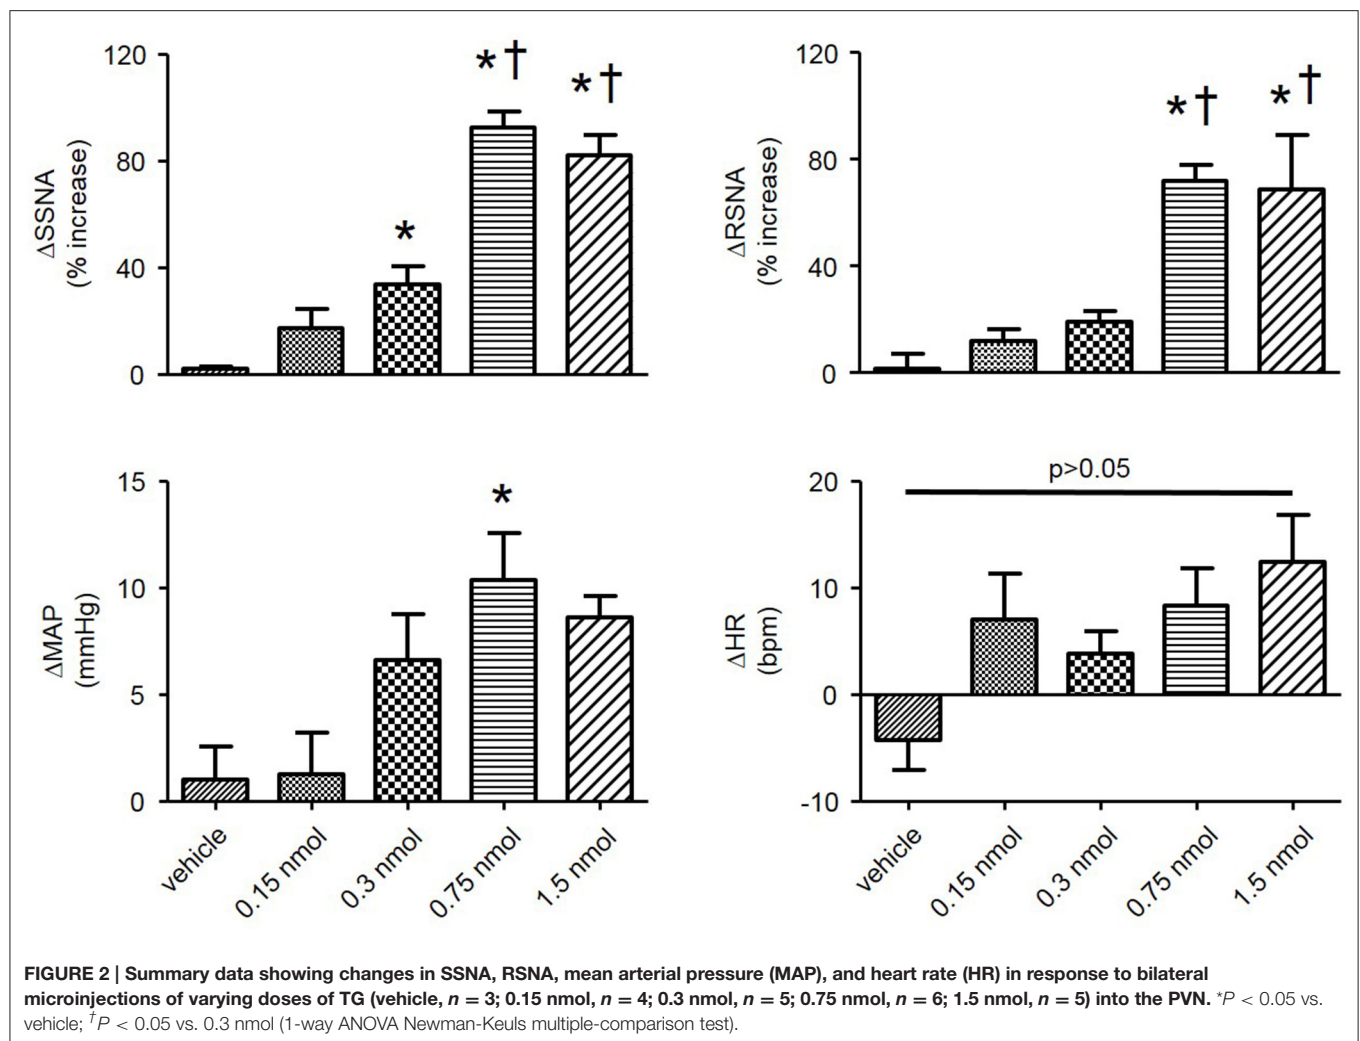 120
80
40
0
ΔSSNA
(% increase)
*†
*†
*
120
80
40
0
ΔRSNA
(% increase)
*†
*†
15
10
5
0
ΔMAP
(mmHg)
*
vehicle
0.15 nmol
0.3 nmol
0.75 nmol
1.5 nmol
20
10
0
-10
ΔHR
(bpm)
p>0.05
vehicle
0.15 nmol
0.3 nmol
0.75 nmol
1.5 nmol
FIGURE 2 | Summary data showing changes in SSNA, RSNA, mean arterial pressure (MAP), and heart rate (HR) in response to bilateral
microinjections of varying doses of TG (vehicle, n = 3; 0.15 nmol, n = 4; 0.3 nmol, n = 5; 0.75 nmol, n = 6; 1.5 nmol, n = 5) into the PVN. *P < 0.05 vs.
vehicle; †P < 0.05 vs. 0.3 nmol (1-way ANOVA Newman-Keuls multiple-comparison test).